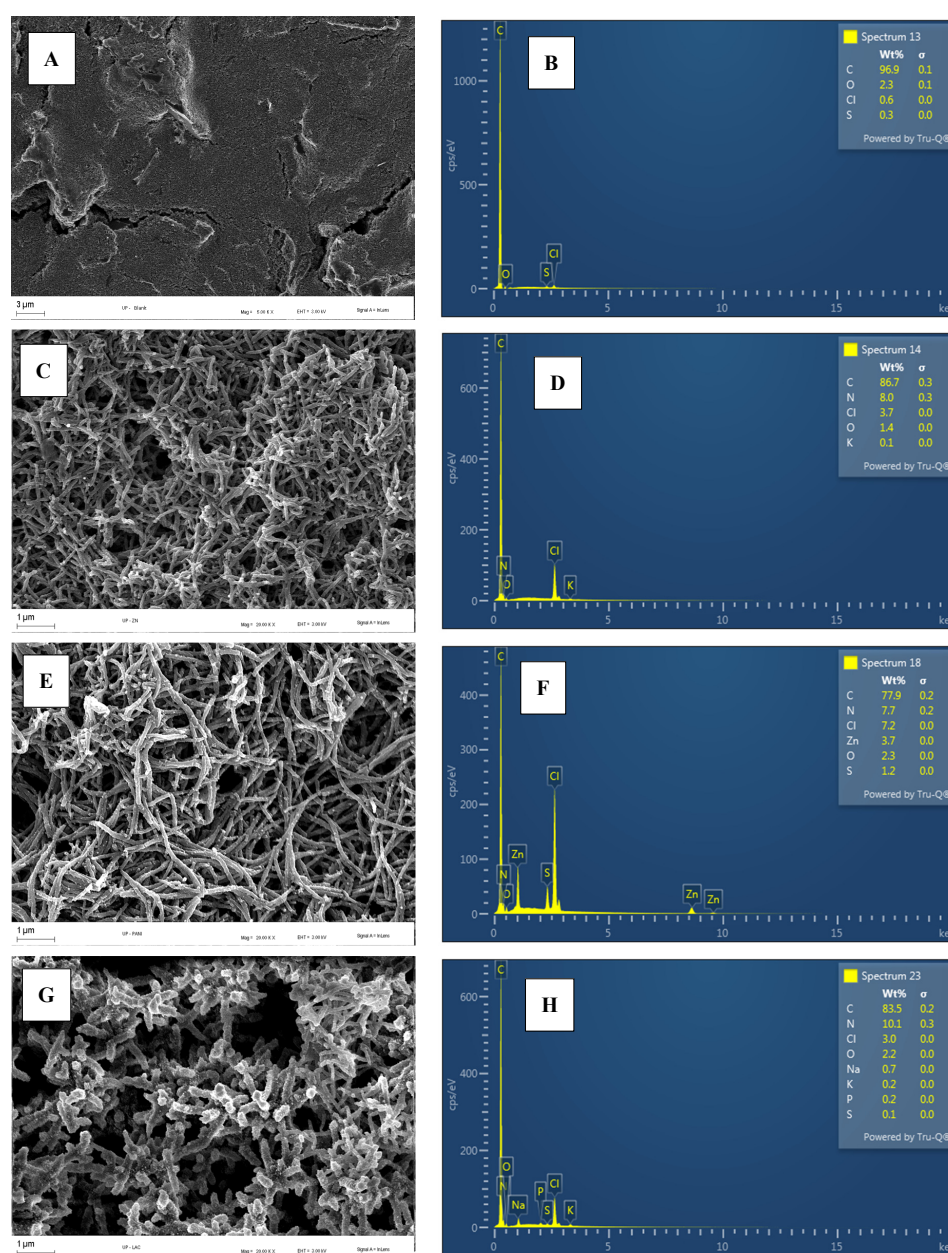 A
3 µm
UP - Blank
Mag = 5.00 K X
EHT = 2.00 kV
Signal A = InLens
B
C
O
S
Cl
1000
500
0
cps/eV
0
5
10
15
ke
Spectrum 13
Wt% σ
C 96.9 0.1
O 2.3 0.1
Cl 0.6 0.0
S 0.3 0.0
Powered by Tru-Q®
C
1 µm
UP - ZN
Mag = 20.00 K X
EHT = 2.00 kV
Signal A = InLens
D
C
N
O
Cl
K
600
400
200
0
cps/eV
0
5
10
15
ke
Spectrum 14
Wt% σ
C 86.7 0.3
N 8.0 0.3
Cl 3.7 0.0
O 1.4 0.0
K 0.1 0.0
Powered by Tru-Q®
E
1 µm
UP - PANI
Mag = 20.00 K X
EHT = 2.00 kV
Signal A = InLens
F
C
N
O
Zn
S
Cl
Zn
Zn
400
300
200
100
0
cps/eV
0
5
10
15
ke
Spectrum 18
Wt% σ
C 77.9 0.2
N 7.7 0.2
Cl 7.2 0.0
Zn 3.7 0.0
O 2.3 0.0
S 1.2 0.0
Powered by Tru-Q®
G
1 µm
UP - LAC
Mag = 20.00 K X
EHT = 2.00 kV
Signal A = InLens
H
C
O
N
Na
P
S
Cl
K
600
400
200
0
cps/eV
0
5
10
15
ke
Spectrum 23
Wt% σ
C 83.5 0.2
N 10.1 0.3
Cl 3.0 0.0
O 2.2 0.0
Na 0.7 0.0
K 0.2 0.0
P 0.2 0.0
S 0.1 0.0
Powered by Tru-Q®